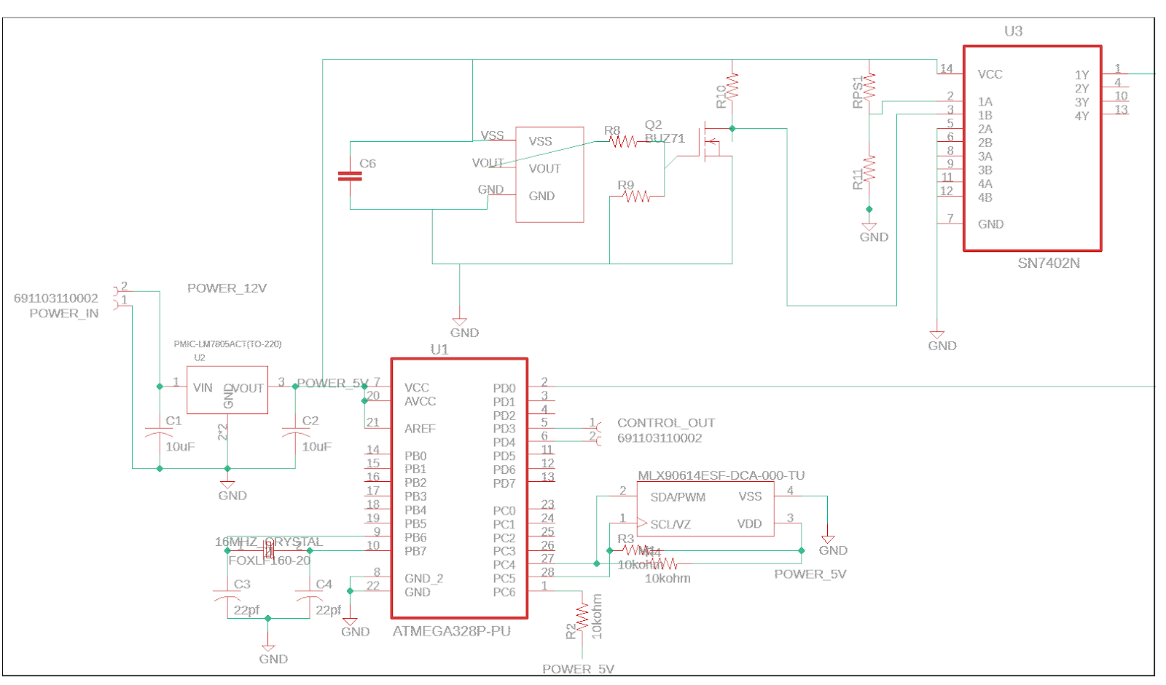 U3
14 VCC 1Y 1
2Y 4
2 1A 3Y 10
3 1B 4Y 13
5 2A
6 2B
8 3A
9 3B
11 4A
12 4B
7 GND
SN7402N
GND
R10
RPS1
R11
GND
Q2
BUZ71
R8
R9
VSS VSS
VOUT VOUT
GND GND
C6
GND
2
691103110002 1
POWER_IN
POWER_12V
PMIC-LM7805ACT(TO-220)
U2
1 VIN VOUT 3
GND
2*2
POWER_5V
C1
10uF
C2
10uF
GND
U1
7 VCC PD0 2
20 AVCC PD1 3
PD2 4
21 AREF PD3 5
PD4 6
14 PB0 PD5 11
15 PB1 PD6 12
16 PB2 PD7 13
17 PB3
18 PB4 PC0 23
19 PB5 PC1 24
9 PB6 PC2 25
10 PB7 PC3 26
PC4 27
8 GND_2 PC5 28
22 GND PC6 1
ATMEGA328P-PU
GND
1 CONTROL_OUT
2 691103110002
MLX90614ESF-DCA-000-TU
2 SDA/PWM VSS 4
1 SCL/VZ VDD 3
GND
R3
10kohm
10kohm
POWER_5V
R2
10kohm
POWER_5V
16MHZ_CRYSTAL
FOXLF160-20
C3
22pf
C4
22pf
GND